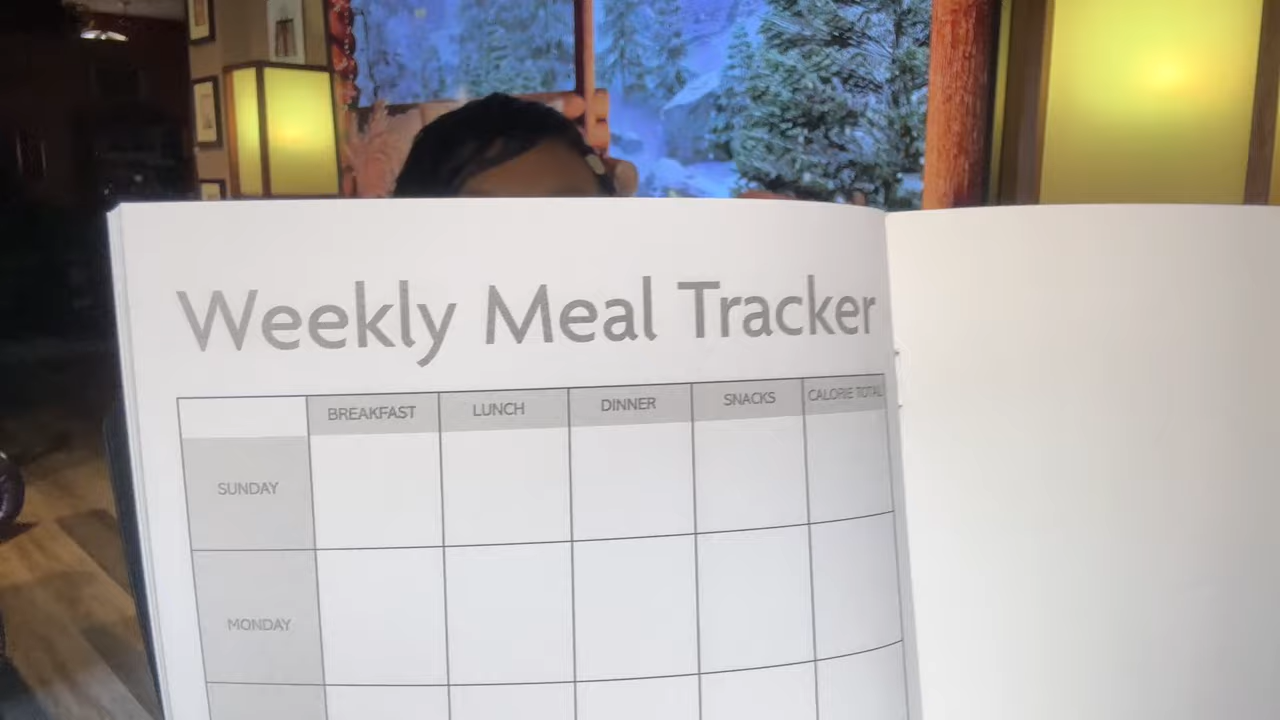 Weekly Meal Tracker
BREAKFAST LUNCH DINNER SNACKS CALORIE TOTAL
SUNDAY
MONDAY